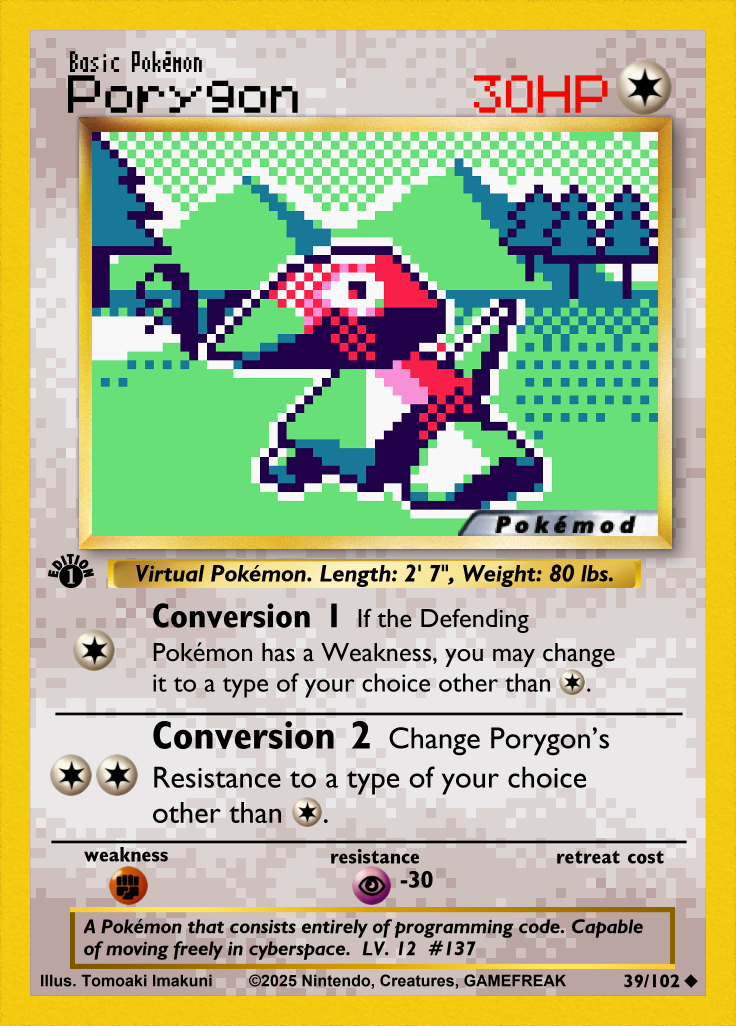 Basic Pokémon
Porygon 30HP
Pokémod
EDITION
1
Virtual Pokémon. Length: 2' 7", Weight: 80 lbs.
Conversion 1 If the Defending
Pokémon has a Weakness, you may change
it to a type of your choice other than .
Conversion 2 Change Porygon's
Resistance to a type of your choice
other than .
weakness resistance retreat cost
-30
A Pokémon that consists entirely of programming code. Capable
of moving freely in cyberspace. LV. 12 #137
Illus. Tomoaki Imakuni ©2025 Nintendo, Creatures, GAMEFREAK 39/102 ◆